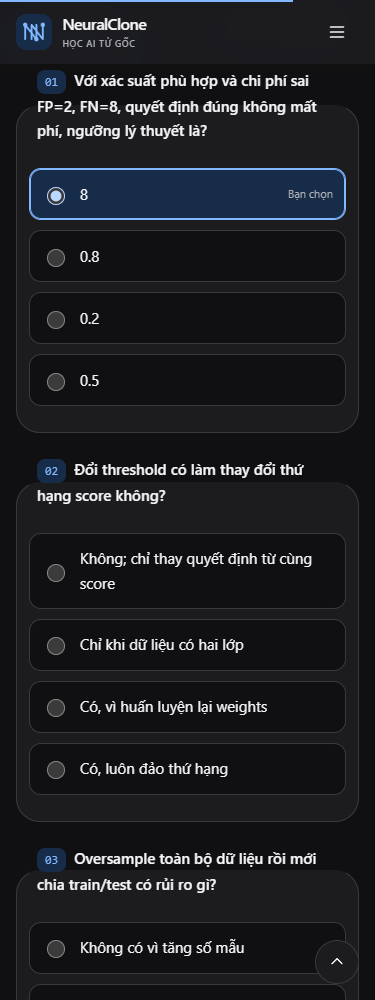 NeuralClone
HỌC AI TỪ GỐC
01 Với xác suất phù hợp và chi phí sai
FP=2, FN=8, quyết định đúng không mất
phí, ngưỡng lý thuyết là?
8 Bạn chọn
0.8
0.2
0.5
02 Đổi threshold có làm thay đổi thứ
hạng score không?
Không; chỉ thay quyết định từ cùng
score
Chỉ khi dữ liệu có hai lớp
Có, vì huấn luyện lại weights
Có, luôn đảo thứ hạng
03 Oversample toàn bộ dữ liệu rồi mới
chia train/test có rủi ro gì?
Không có vì tăng số mẫu